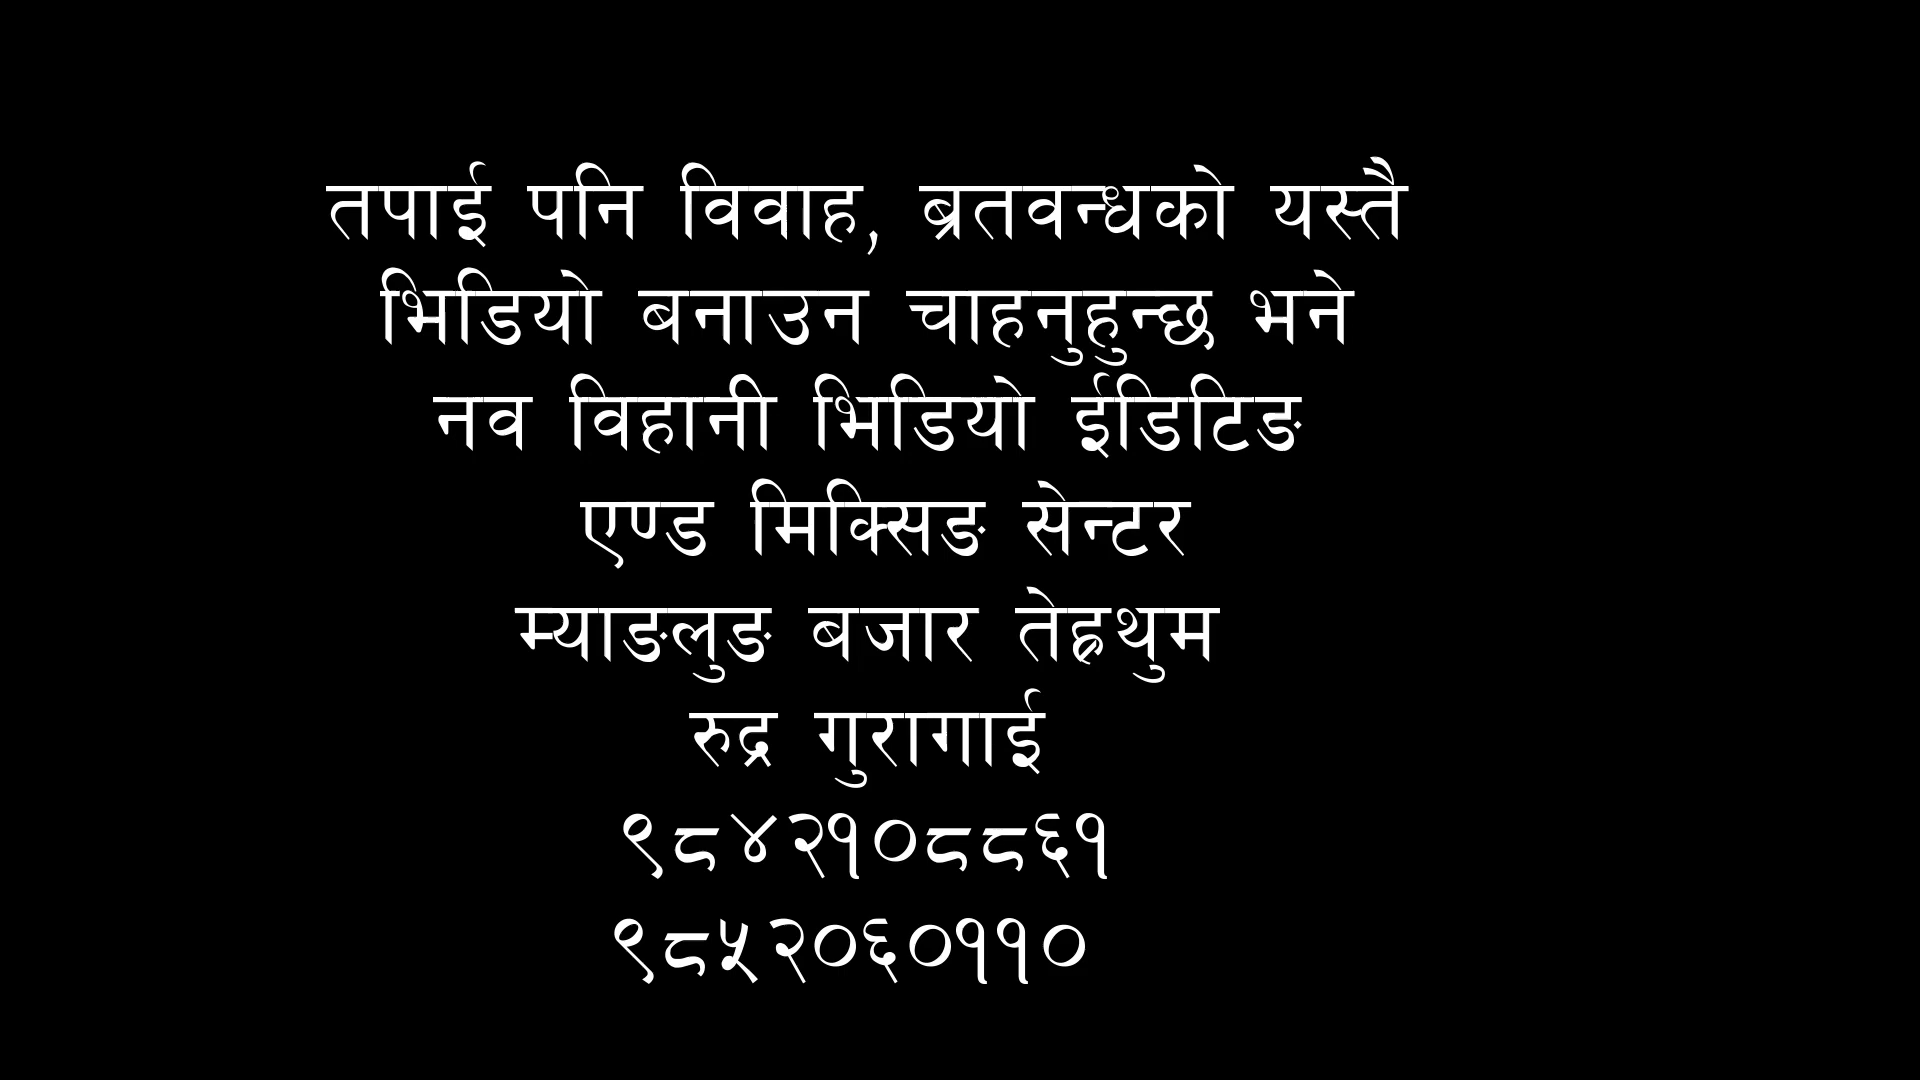 तपाई पनि विवाह, ब्रतवन्धको यस्तै
भिडियो बनाउन चाहनुहुन्छ भने
नव विहानी भिडियो ईडिटिङ
एण्ड मिक्सिङ सेन्टर
म्याङलुङ बजार तेह्रथुम
रुद्र गुरागाई
९८४२१०८८६१
९८५२०६०११०